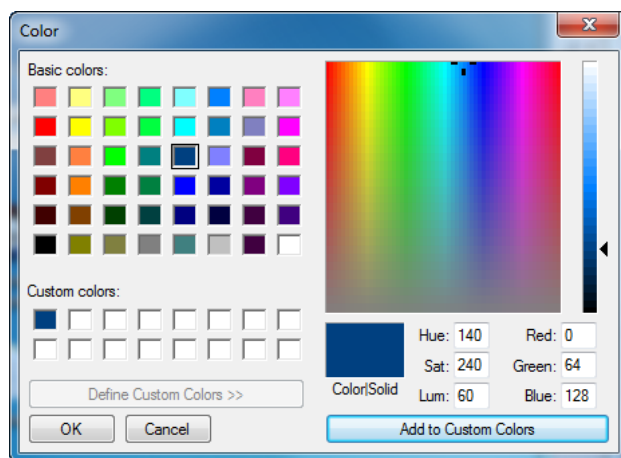 Color
Basic colors:
Custom colors:
Define Custom Colors >>
OK
Cancel
Color|Solid
Hue: 140
Red: 0
Sat: 240
Green: 64
Lum: 60
Blue: 128
Add to Custom Colors